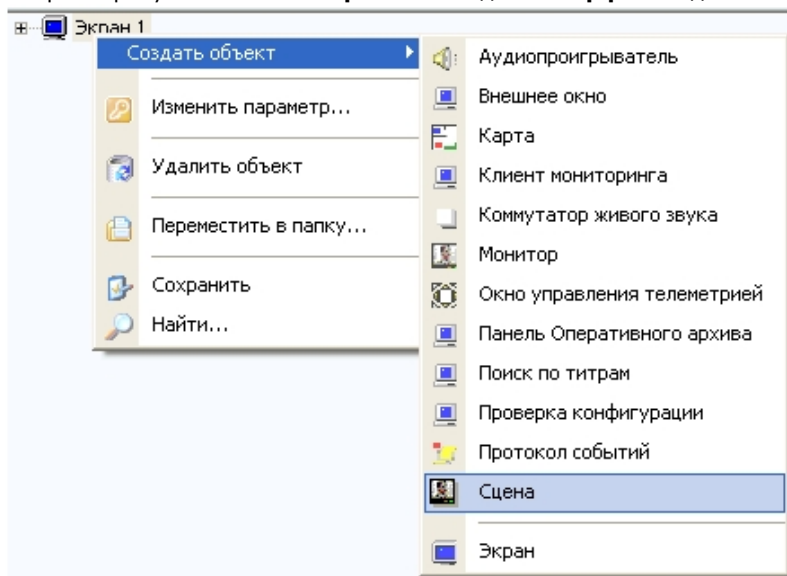 Экран 1
Создать объект
Изменить параметр...
Удалить объект
Переместить в папку...
Сохранить
Найти...
Аудиопроигрыватель
Внешнее окно
Карта
Клиент мониторинга
Коммутатор живого звука
Монитор
Окно управления телеметрией
Панель Оперативного архива
Поиск по титрам
Проверка конфигурации
Протокол событий
Сцена
Экран